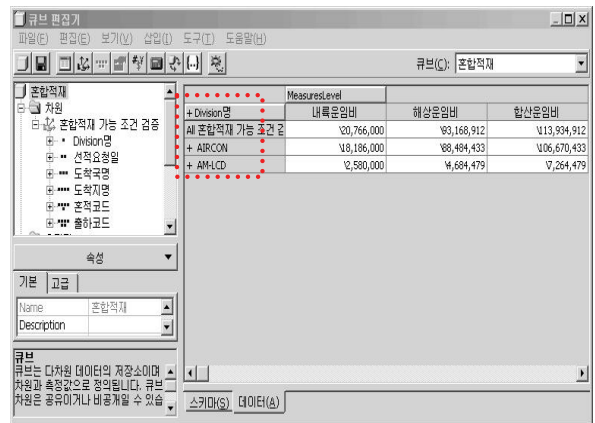 큐브 편집기
파일(F) 편집(E) 보기(V) 삽입(I) 도구(T) 도움말(H)
큐브(C): 혼합적재
혼합적재
차원
혼합적재 가능 조건 검증
Division명
선적요청일
도착국명
도착지명
혼적코드
출하코드
속성
기본 고급
Name 혼합적재
Description
큐브
큐브는 다차원 데이터의 저장소이며
차원과 측정값으로 정의됩니다. 큐브
차원은 공유이거나 비공개일 수 있습
MeasuresLevel
+ Division명 내륙운임비 해상운임비 합산운임비
All 혼합적재 가능 조건 검 \20,766,000 \93,168,912 \113,934,912
+ AIRCON \18,186,000 \88,484,433 \106,670,433
+ AM-LCD \2,580,000 \4,684,479 \7,264,479
스키마(S) 데이터(A)